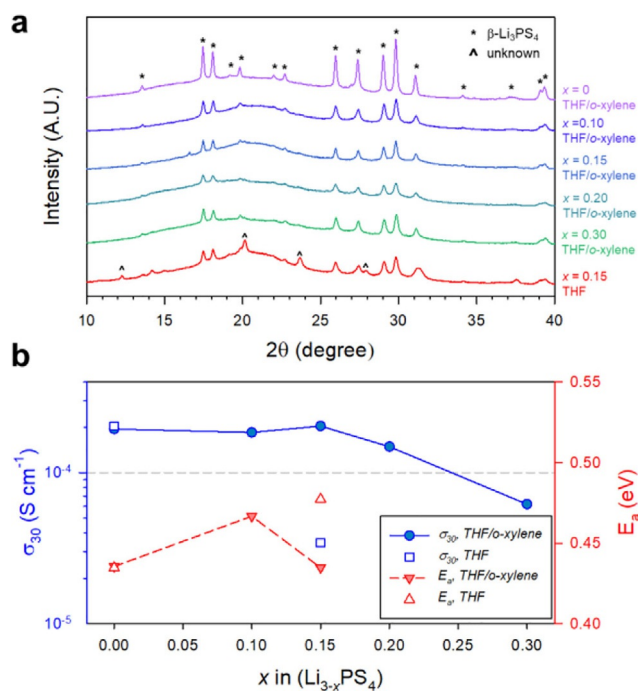 a
* β-Li₃PS₄
^ unknown
Intensity (A.U.)
x = 0
THF/o-xylene
x =0.10
THF/o-xylene
x = 0.15
THF/o-xylene
x = 0.20
THF/o-xylene
x = 0.30
THF/o-xylene
x = 0.15
THF
10 15 20 25 30 35 40
2θ (degree)
b
σ₃₀ (S cm⁻¹)
10⁻⁴
10⁻⁵
0.55
0.50
0.45
0.40
Eₐ (eV)
σ₃₀, THF/o-xylene
σ₃₀, THF
Eₐ, THF/o-xylene
Eₐ, THF
0.00 0.05 0.10 0.15 0.20 0.25 0.30
x in (Li₃₋ₓPS₄)